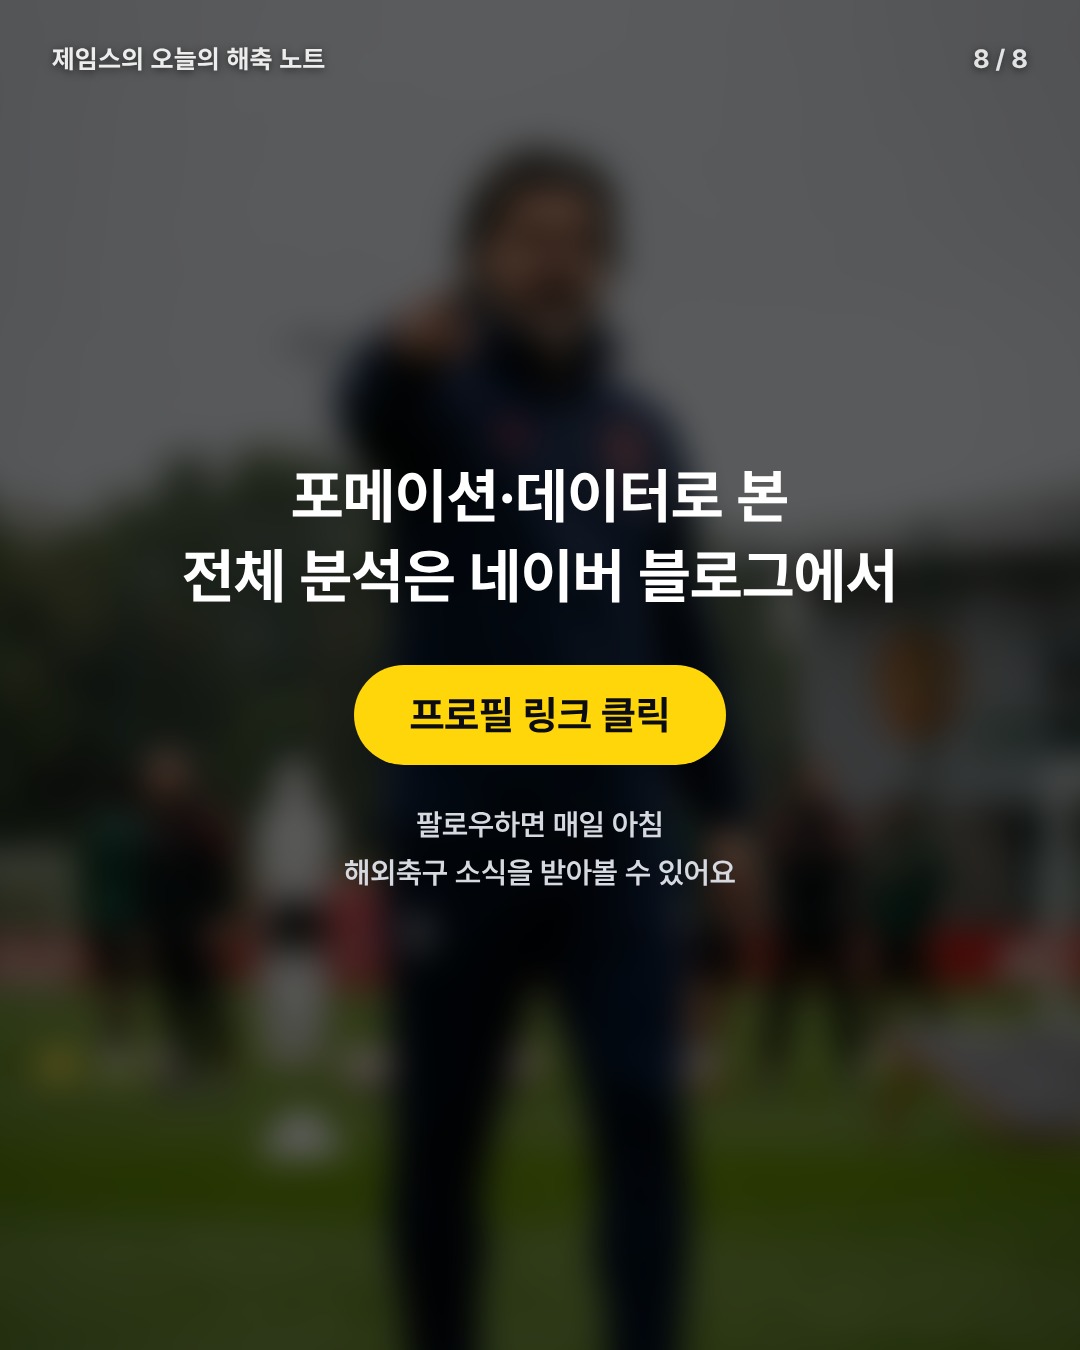 제임스의 오늘의 해축 노트
8 / 8
포메이션·데이터로 본
전체 분석은 네이버 블로그에서
프로필 링크 클릭
팔로우하면 매일 아침
해외축구 소식을 받아볼 수 있어요